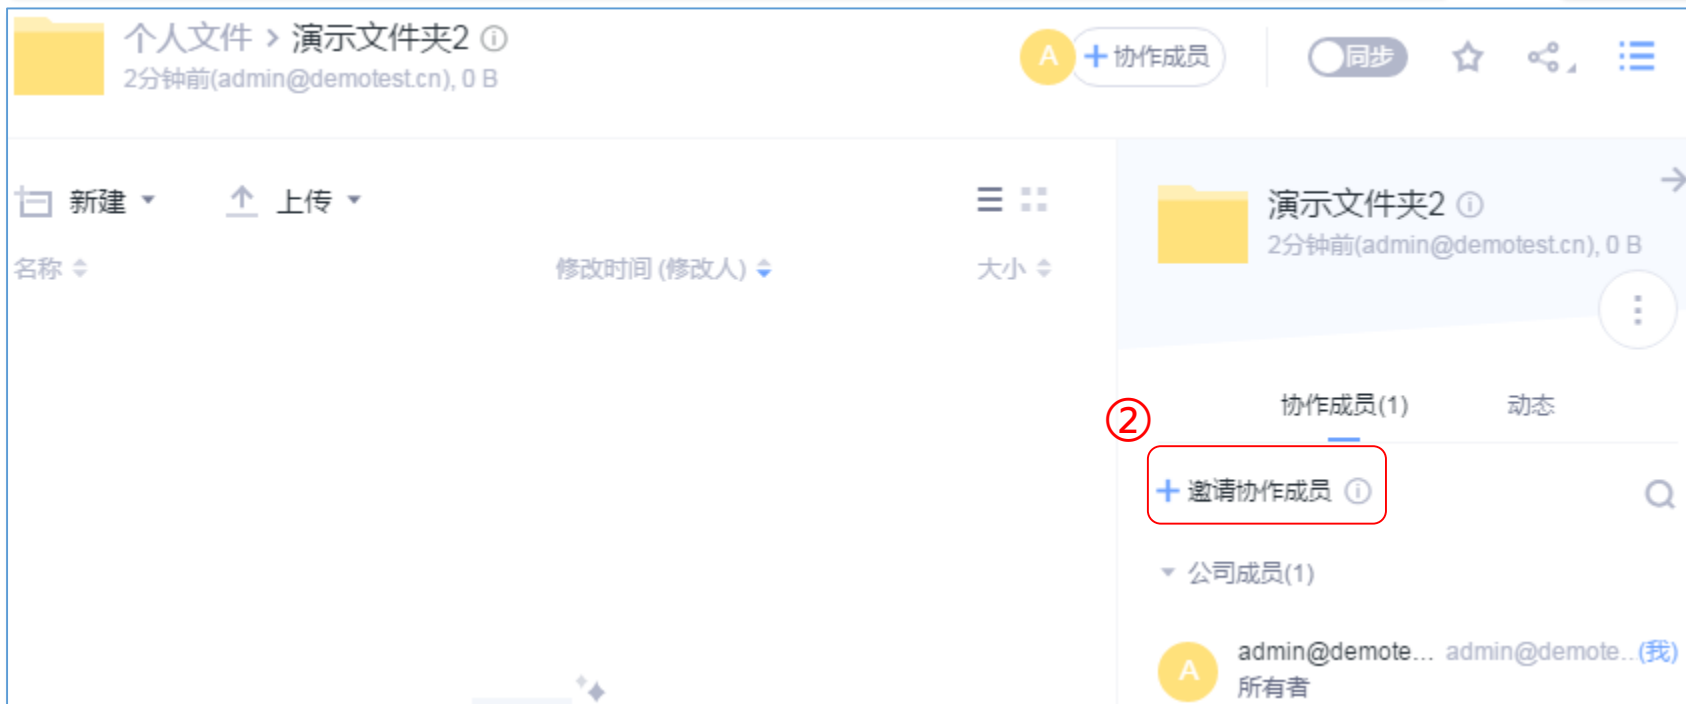 个人文件 > 演示文件夹2
2分钟前(admin@demotest.cn), 0 B
A + 协作成员 同步
新建 上传
名称 修改时间 (修改人) 大小
演示文件夹2
2分钟前(admin@demotest.cn), 0 B
协作成员(1) 动态
②
+ 邀请协作成员
公司成员(1)
A admin@demote... admin@demote...(我)
所有者